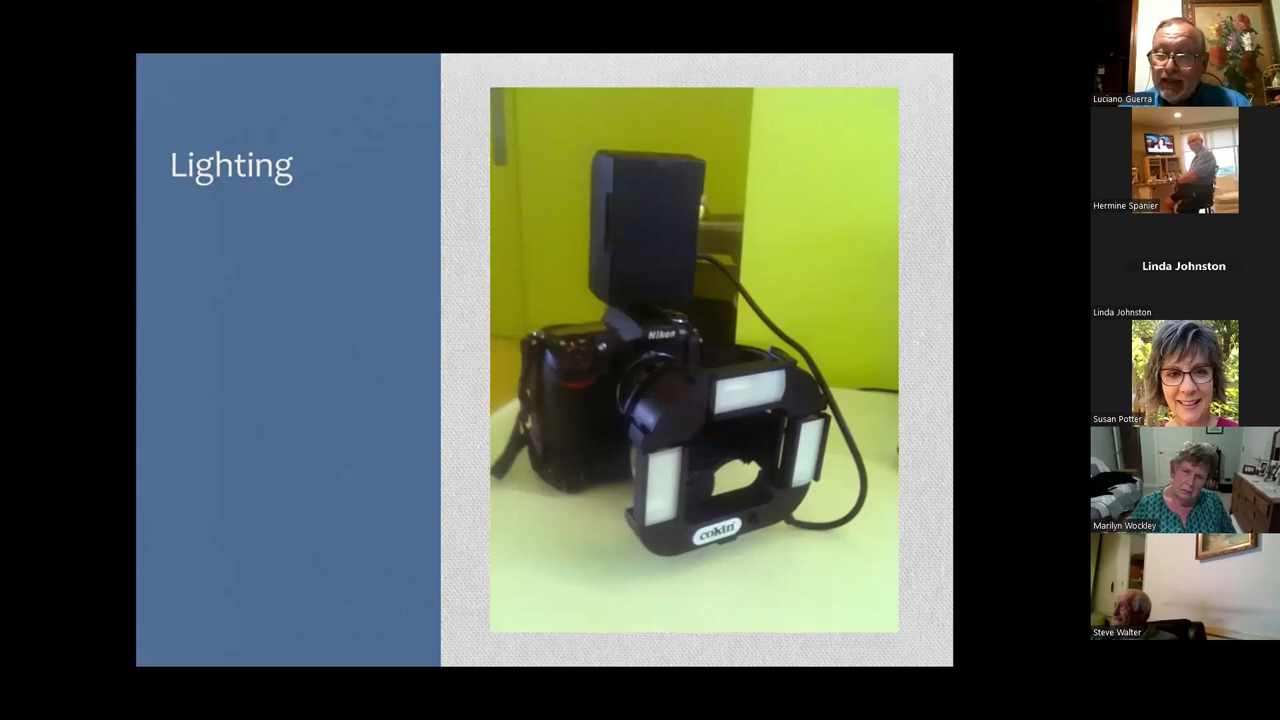 Lighting
Nikon
cokin
Luciano Guerra
Hermine Spanier
Linda Johnston
Linda Johnston
Susan Potter
Marilyn Wockley
Steve Walter